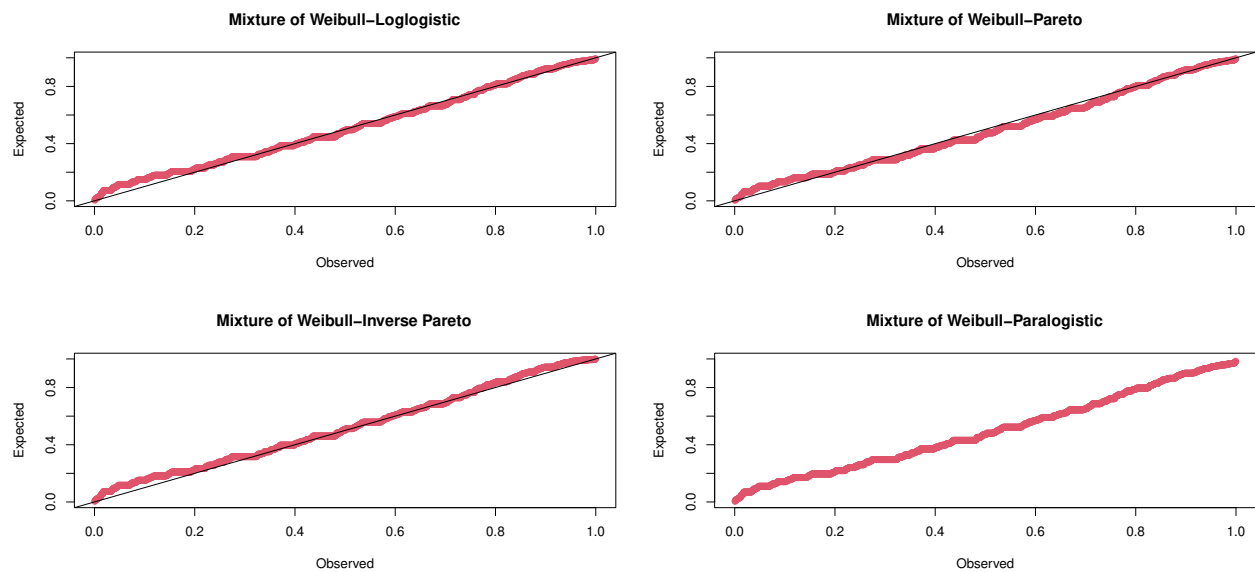 Mixture of Weibull−Loglogistic
Expected
0.0 0.4 0.8
0.0 0.2 0.4 0.6 0.8 1.0
Observed
Mixture of Weibull−Pareto
Expected
0.0 0.4 0.8
0.0 0.2 0.4 0.6 0.8 1.0
Observed
Mixture of Weibull−Inverse Pareto
Expected
0.0 0.4 0.8
0.0 0.2 0.4 0.6 0.8 1.0
Observed
Mixture of Weibull−Paralogistic
Expected
0.0 0.4 0.8
0.0 0.2 0.4 0.6 0.8 1.0
Observed